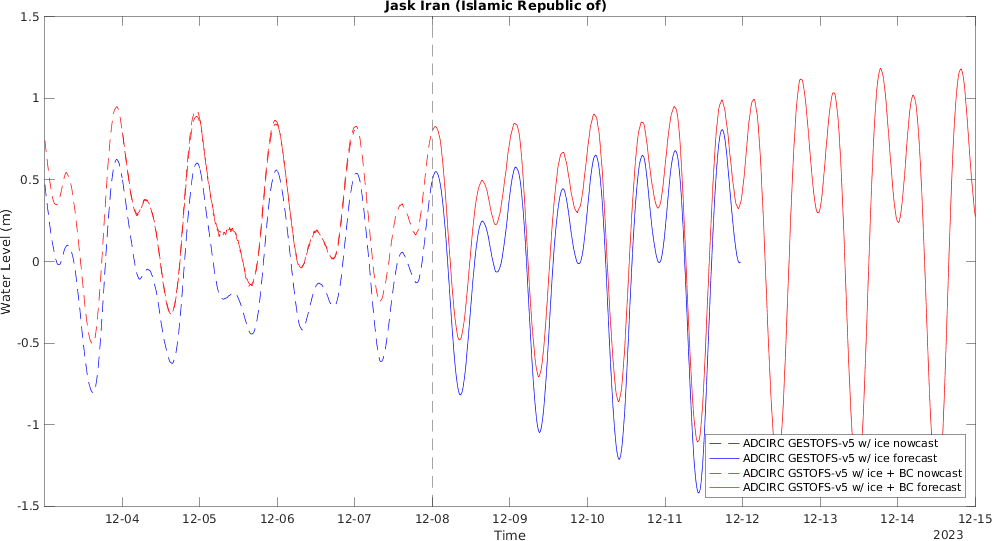 Jask Iran (Islamic Republic of)
1.5
1
0.5
0
-0.5
-1
-1.5
Water Level (m)
12-04
12-05
12-06
12-07
12-08
12-09
12-10
12-11
12-12
12-13
12-14
12-15
Time
2023
ADCIRC GESTOFS-v5 w/ ice nowcast
ADCIRC GESTOFS-v5 w/ ice forecast
ADCIRC GSTOFS-v5 w/ ice + BC nowcast
ADCIRC GSTOFS-v5 w/ ice + BC forecast